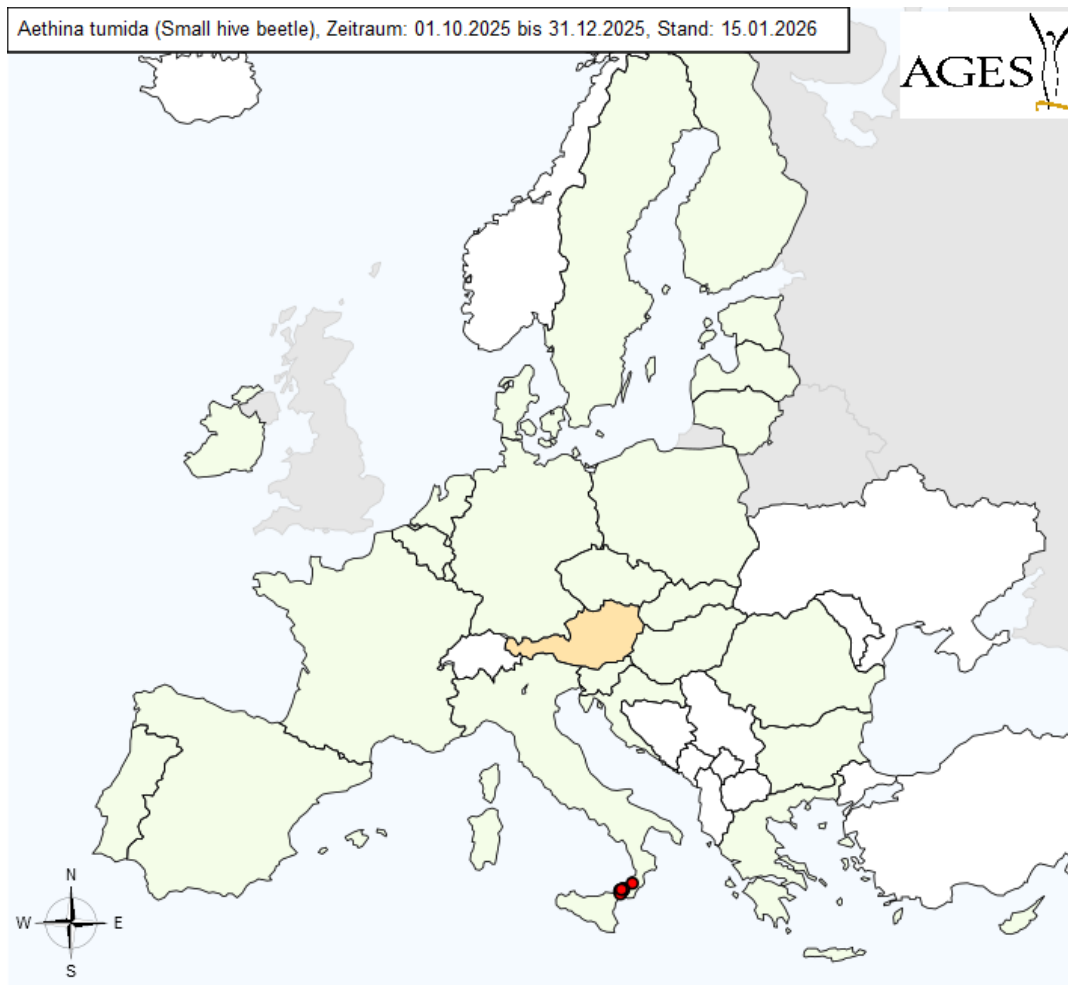 Aethina tumida (Small hive beetle), Zeitraum: 01.10.2025 bis 31.12.2025, Stand: 15.01.2026
AGES
N
W E
S